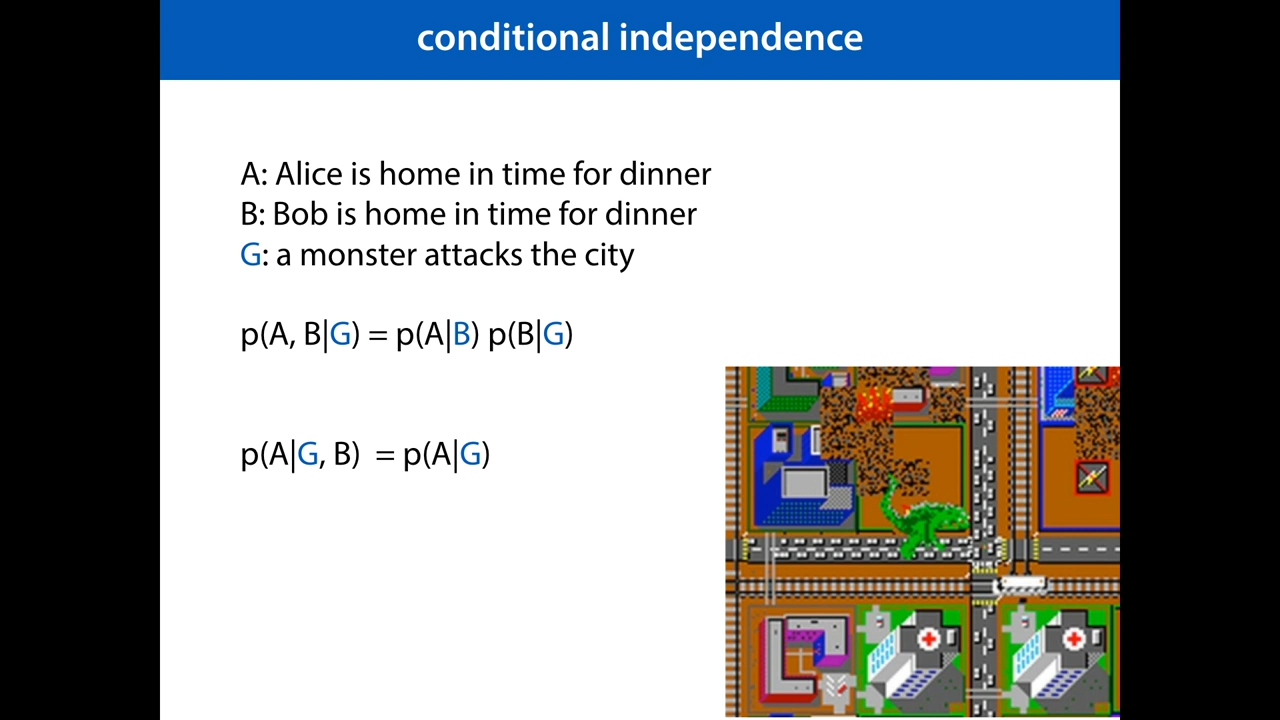 conditional independence
A: Alice is home in time for dinner
B: Bob is home in time for dinner
G: a monster attacks the city
p(A, B|G) = p(A|B) p(B|G)
p(A|G, B) = p(A|G)